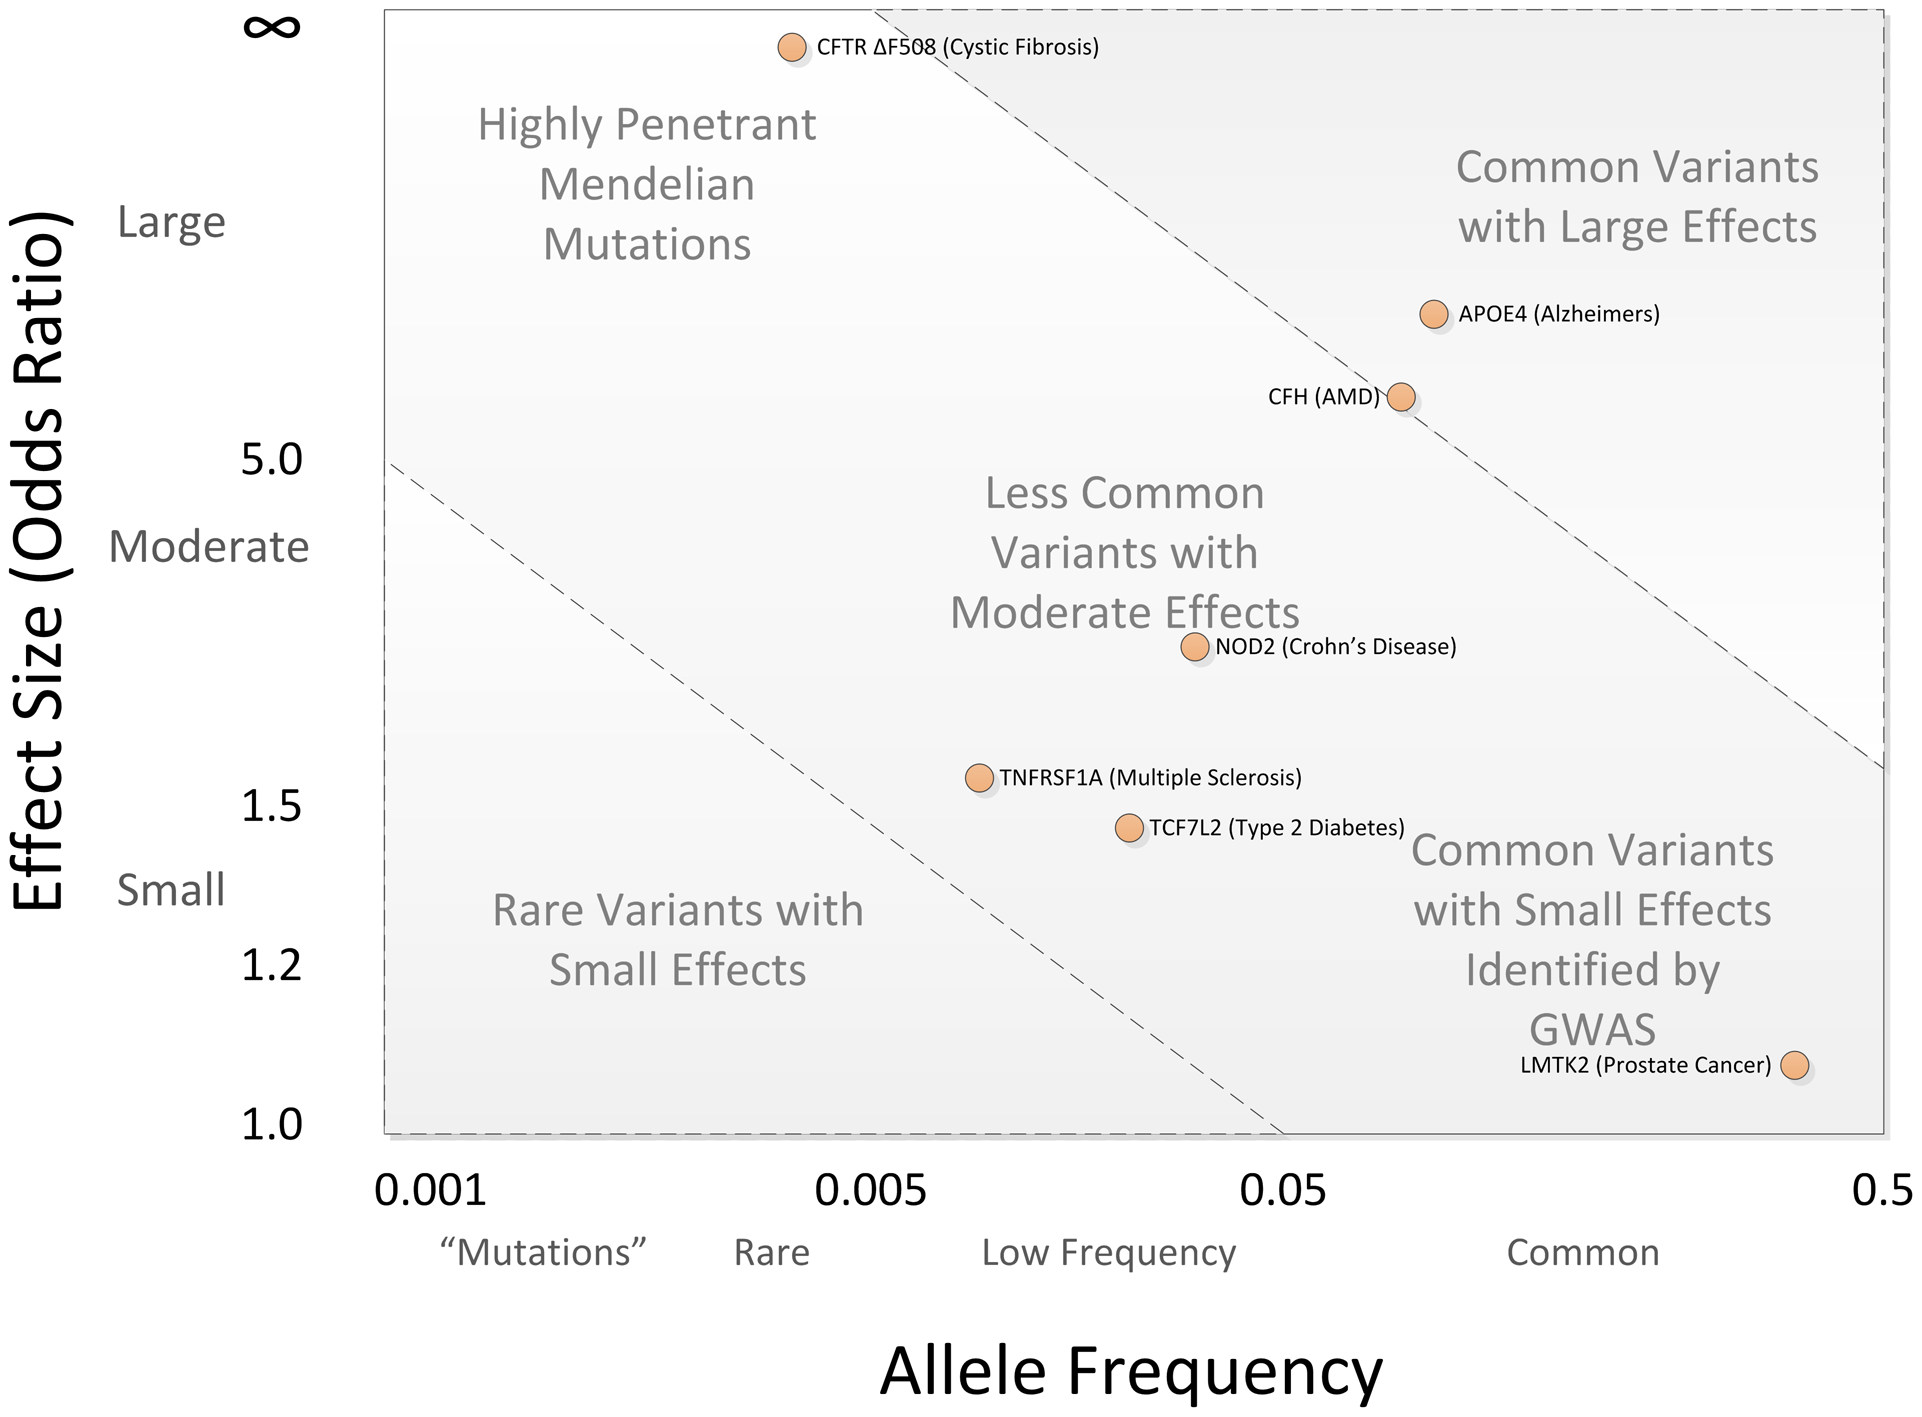 ∞
CFTR ΔF508 (Cystic Fibrosis)
Highly Penetrant
Mendelian
Mutations
Common Variants
with Large Effects
Large
APOE4 (Alzheimers)
CFH (AMD)
5.0
Less Common
Variants with
Moderate Effects
Moderate
NOD2 (Crohn’s Disease)
TNFRSF1A (Multiple Sclerosis)
1.5
TCF7L2 (Type 2 Diabetes)
Common Variants
with Small Effects
Identified by
GWAS
Small
Rare Variants with
Small Effects
1.2
LMTK2 (Prostate Cancer)
1.0
Effect Size (Odds Ratio)
0.001 0.005 0.05 0.5
“Mutations” Rare Low Frequency Common
Allele Frequency